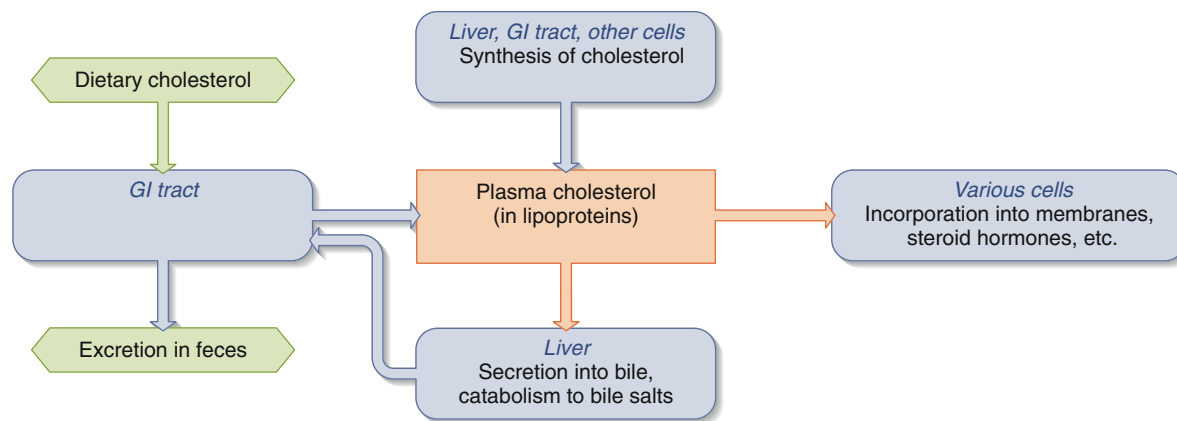 Liver, GI tract, other cells
Synthesis of cholesterol
Dietary cholesterol
GI tract
Plasma cholesterol
(in lipoproteins)
Various cells
Incorporation into membranes,
steroid hormones, etc.
Excretion in feces
Liver
Secretion into bile,
catabolism to bile salts